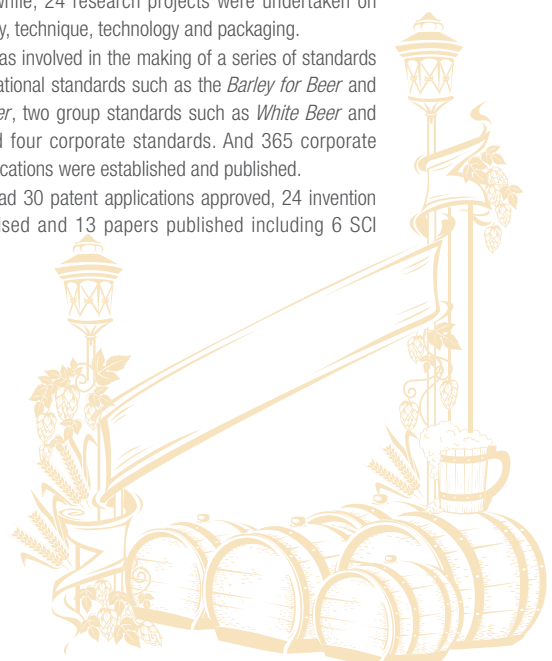 while, 24 research projects were undertaken on
y, technique, technology and packaging.
as involved in the making of a series of standards
ational standards such as the Barley for Beer and
er, two group standards such as White Beer and
d four corporate standards. And 365 corporate
ications were established and published.
ad 30 patent applications approved, 24 invention
ised and 13 papers published including 6 SCI